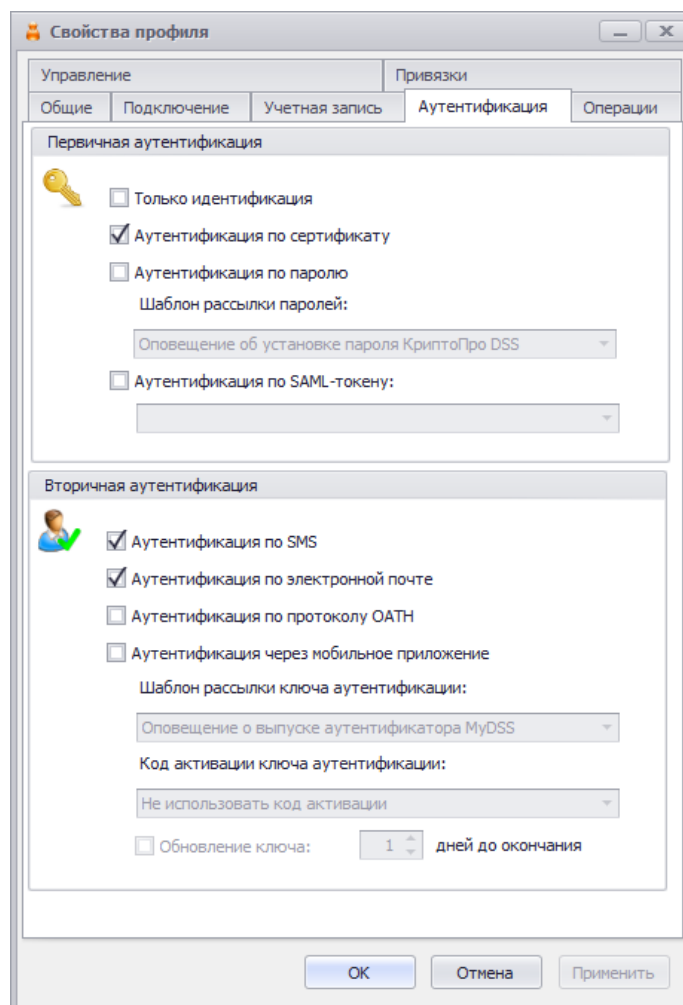 Свойства профиля
Управление
Привязки
Общие
Подключение
Учетная запись
Аутентификация
Операции
Первичная аутентификация
Только идентификация
Аутентификация по сертификату
Аутентификация по паролю
Шаблон рассылки паролей:
Оповещение об установке пароля КриптоПро DSS
Аутентификация по SAML-токену:
Вторичная аутентификация
Аутентификация по SMS
Аутентификация по электронной почте
Аутентификация по протоколу OATH
Аутентификация через мобильное приложение
Шаблон рассылки ключа аутентификации:
Оповещение о выпуске аутентификатора MyDSS
Код активации ключа аутентификации:
Не использовать код активации
Обновление ключа: 1 дней до окончания
OK
Отмена
Применить